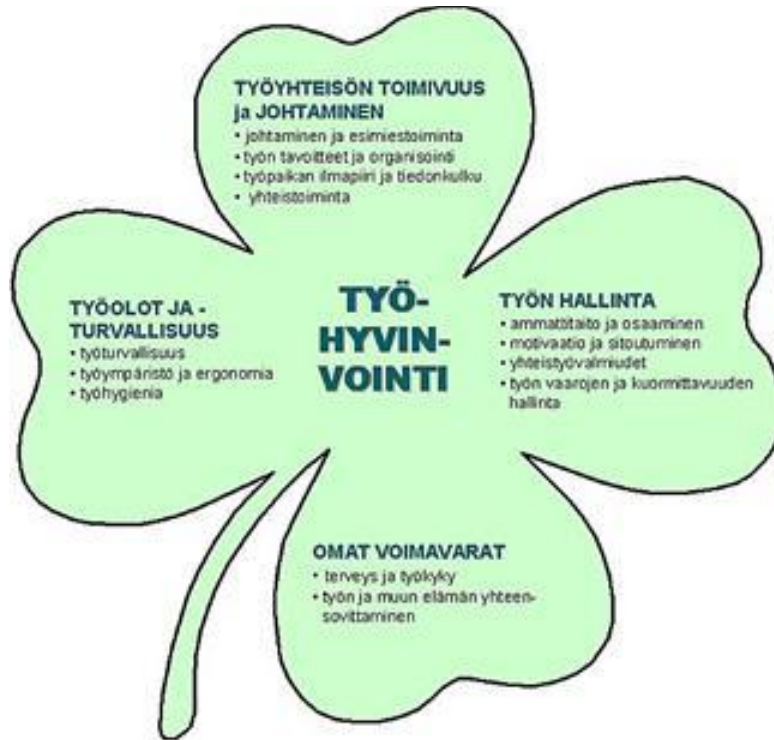 TYÖYHTEISÖN TOIMIVUUS
ja JOHTAMINEN
• johtaminen ja esimiestoiminta
• työn tavoitteet ja organisointi
• työpaikan ilmapiiri ja tiedonkulku
• yhteistoiminta
TYÖOLOT JA -
TURVALLISUUS
• työturvallisuus
• työympäristö ja ergonomia
• työhygienia
TYÖ-
HYVIN-
VOINTI
TYÖN HALLINTA
• ammattitaito ja osaaminen
• motivaatio ja sitoutuminen
• yhteistyövalmiudet
• työn vaarojen ja kuormittavuuden
hallinta
OMAT VOIMAVARAT
• terveys ja työkyky
• työn ja muun elämän yhteen-
sovittaminen